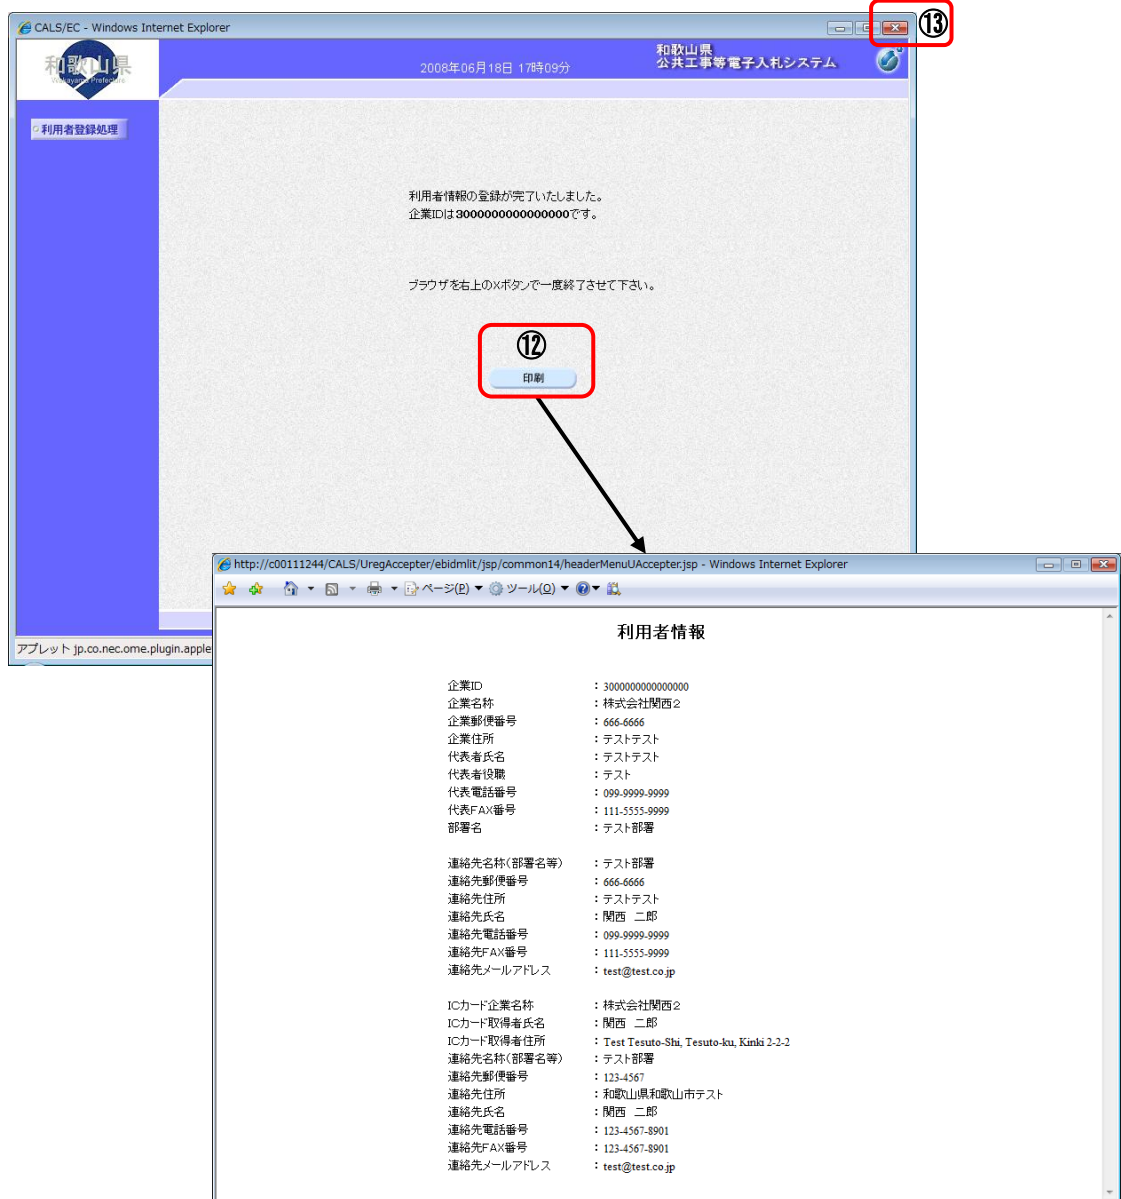 CALS/EC - Windows Internet Explorer
⑬
和歌山県
Wakayama Prefecture
2008年06月18日 17時09分
和歌山県
公共工事等電子入札システム
利用者登録処理
利用者情報の登録が完了いたしました。
企業IDは3000000000000000です。
ブラウザを右上の×ボタンで一度終了させて下さい。
⑫
印刷
アプレット jp.co.nec.ome.plugin.apple
http://c00111244/CALS/UregAccepter/ebidmlit/jsp/common14/headerMenuUAccepter.jsp - Windows Internet Explorer
ページ(P) ツール(O)
利用者情報
企業ID : 3000000000000000
企業名称 : 株式会社関西2
企業郵便番号 : 666-6666
企業住所 : テストテスト
代表者氏名 : テストテスト
代表者役職 : テスト
代表電話番号 : 099-9999-9999
代表FAX番号 : 111-5555-9999
部署名 : テスト部署
連絡先名称(部署名等) : テスト部署
連絡先郵便番号 : 666-6666
連絡先住所 : テストテスト
連絡先氏名 : 関西 二郎
連絡先電話番号 : 099-9999-9999
連絡先FAX番号 : 111-5555-9999
連絡先メールアドレス : test@test.co.jp
ICカード企業名称 : 株式会社関西2
ICカード取得者氏名 : 関西 二郎
ICカード取得者住所 : Test Tesuto-Shi, Tesuto-ku, Kinki 2-2-2
連絡先名称(部署名等) : テスト部署
連絡先郵便番号 : 123-4567
連絡先住所 : 和歌山県和歌山市テスト
連絡先氏名 : 関西 二郎
連絡先電話番号 : 123-4567-8901
連絡先FAX番号 : 123-4567-8901
連絡先メールアドレス : test@test.co.jp